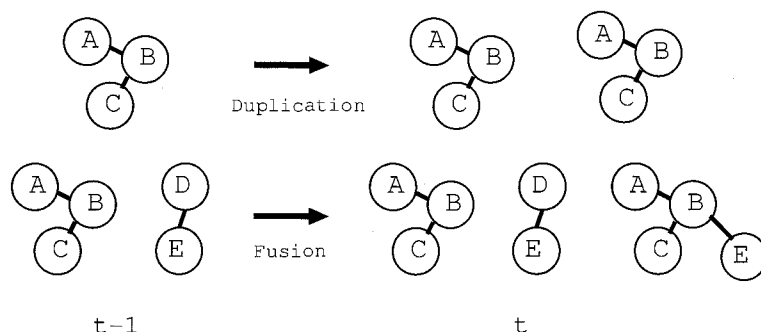 A B C
Duplication
A B C
A B C
A B C
D E
Fusion
A B C
D E
A B C E
t-1
t